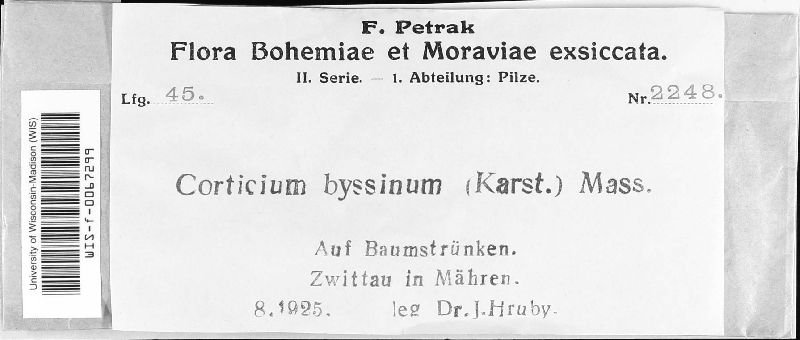 F. Petrak
Flora Bohemiae et Moraviae exsiccata.
II. Serie. — 1. Abteilung: Pilze.
Lfg. 45. Nr. 2248.
Corticium byssinum (Karst.) Mass.
Auf Baumstrünken.
Zwittau in Mähren.
8.1925. leg Dr. J. Hruby.
University of Wisconsin-Madison (WIS)
WIS-f-0067299